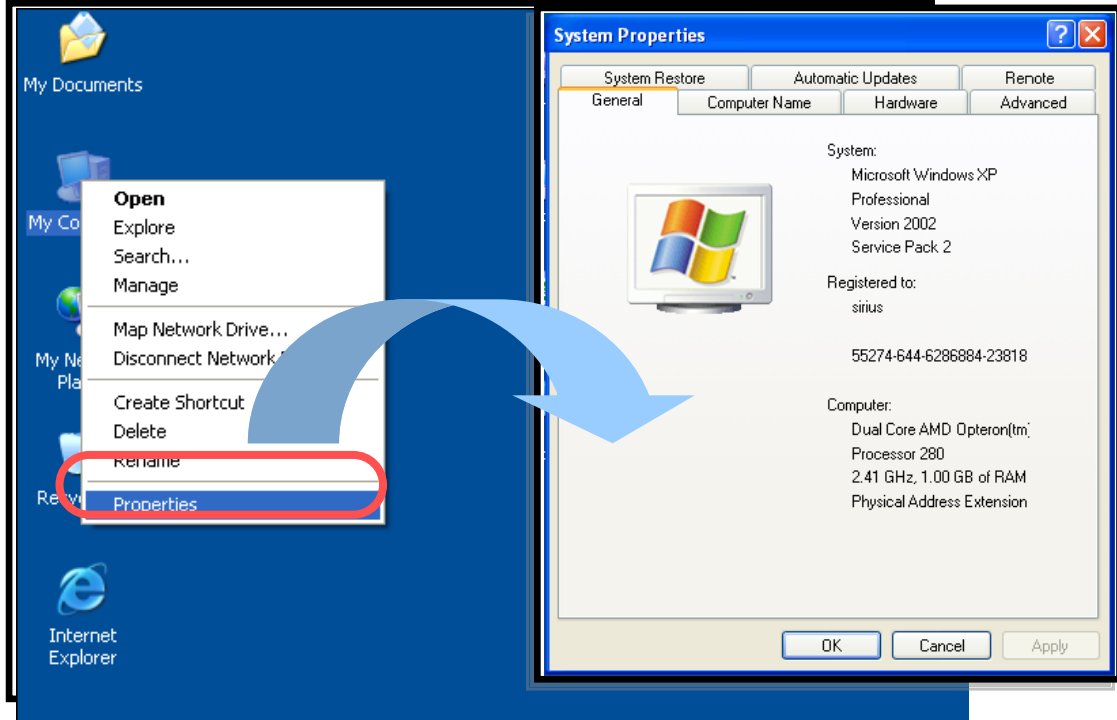 My Documents
My Co
My Ne
Pla
Recy
Internet
Explorer
Open
Explore
Search...
Manage
Map Network Drive...
Disconnect Network
Create Shortcut
Delete
Rename
Properties
System Properties
System Restore
Automatic Updates
Remote
General
Computer Name
Hardware
Advanced
System:
Microsoft Windows XP
Professional
Version 2002
Service Pack 2
Registered to:
sirius
55274-644-6286884-23818
Computer:
Dual Core AMD Opteron(tm)
Processor 280
2.41 GHz, 1.00 GB of RAM
Physical Address Extension
OK
Cancel
Apply